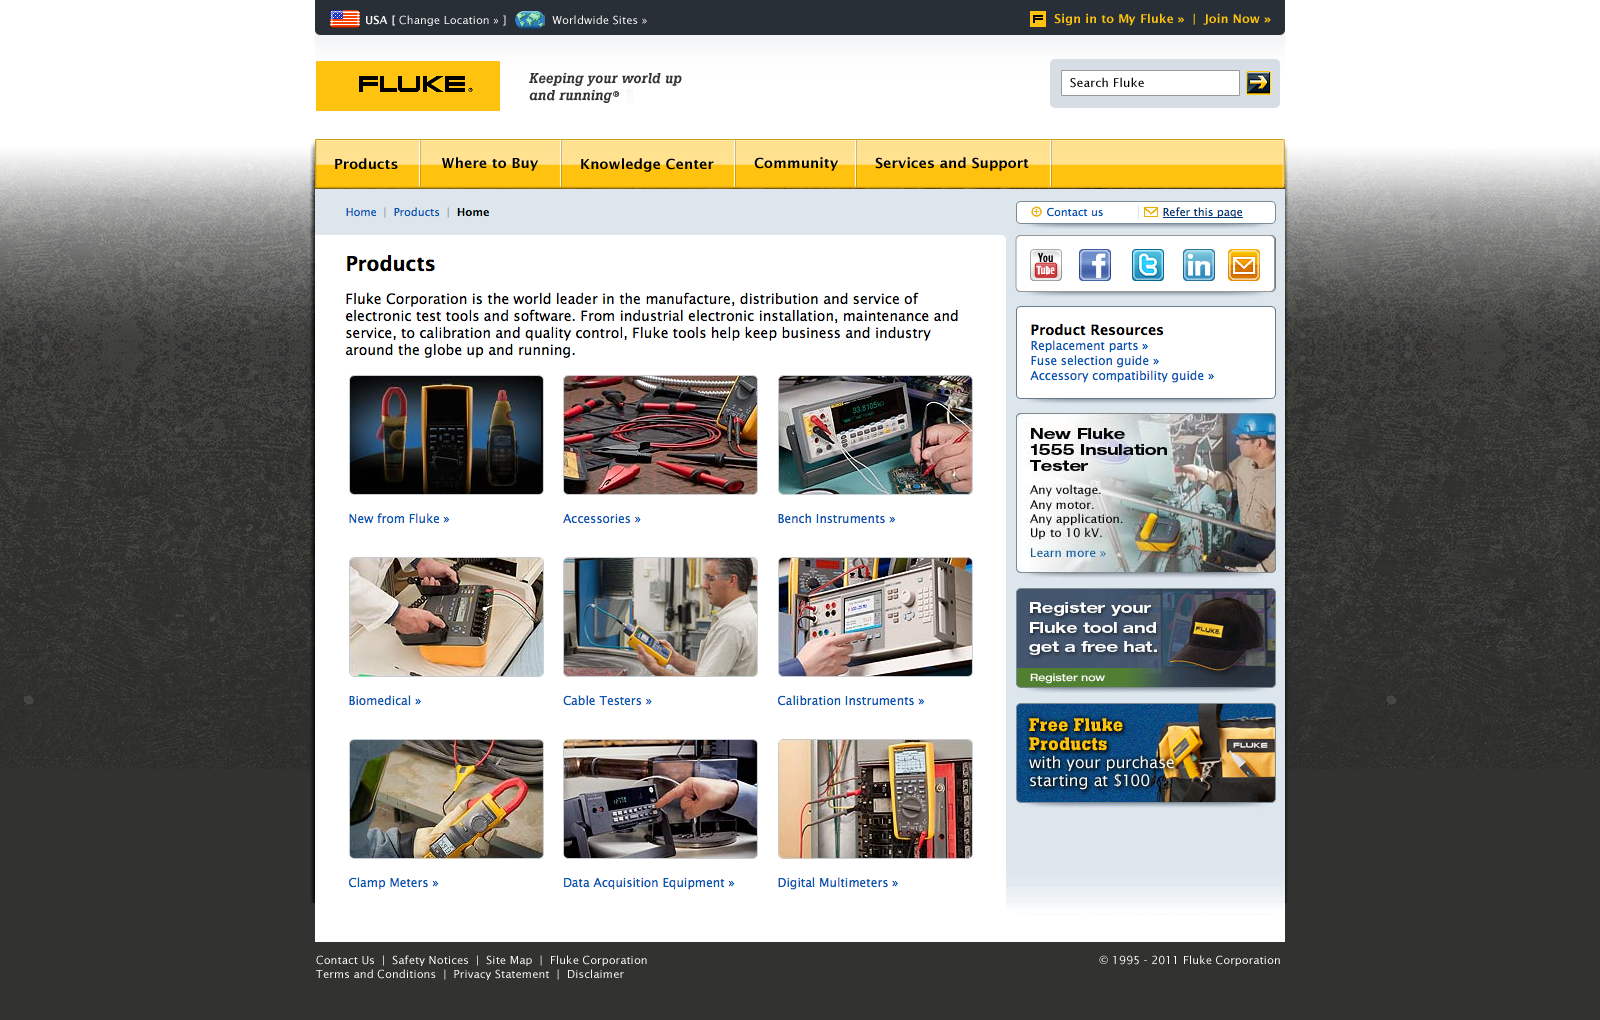 USA [ Change Location » ] Worldwide Sites »
Sign in to My Fluke » | Join Now »
FLUKE®
Keeping your world up
and running®
Search Fluke
Products Where to Buy Knowledge Center Community Services and Support
Home | Products | Home
Contact us Refer this page
You
Tube
Products
Fluke Corporation is the world leader in the manufacture, distribution and service of
electronic test tools and software. From industrial electronic installation, maintenance and
service, to calibration and quality control, Fluke tools help keep business and industry
around the globe up and running.
New from Fluke » Accessories » Bench Instruments »
Biomedical » Cable Testers » Calibration Instruments »
Clamp Meters » Data Acquisition Equipment » Digital Multimeters »
Product Resources
Replacement parts »
Fuse selection guide »
Accessory compatibility guide »
New Fluke
1555 Insulation
Tester
Any voltage.
Any motor.
Any application.
Up to 10 kV.
Learn more »
Register your
Fluke tool and
get a free hat.
Register now
FLUKE
Free Fluke
Products
with your purchase
starting at $100
FLUKE
Contact Us | Safety Notices | Site Map | Fluke Corporation
Terms and Conditions | Privacy Statement | Disclaimer
© 1995 - 2011 Fluke Corporation